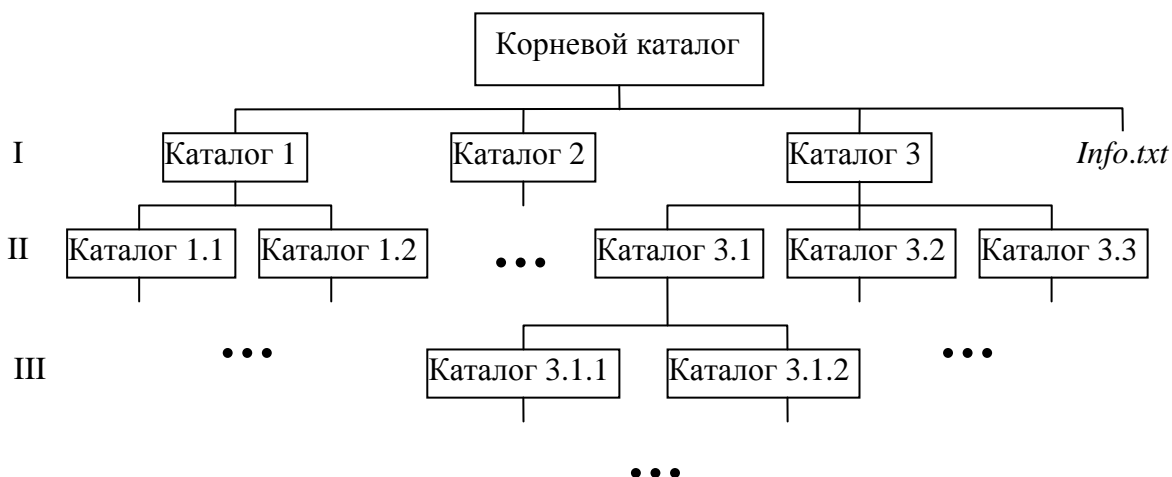 Корневой каталог
I Каталог 1 Каталог 2 Каталог 3 Info.txt
II Каталог 1.1 Каталог 1.2 ••• Каталог 3.1 Каталог 3.2 Каталог 3.3
••• •••
III Каталог 3.1.1 Каталог 3.1.2
•••